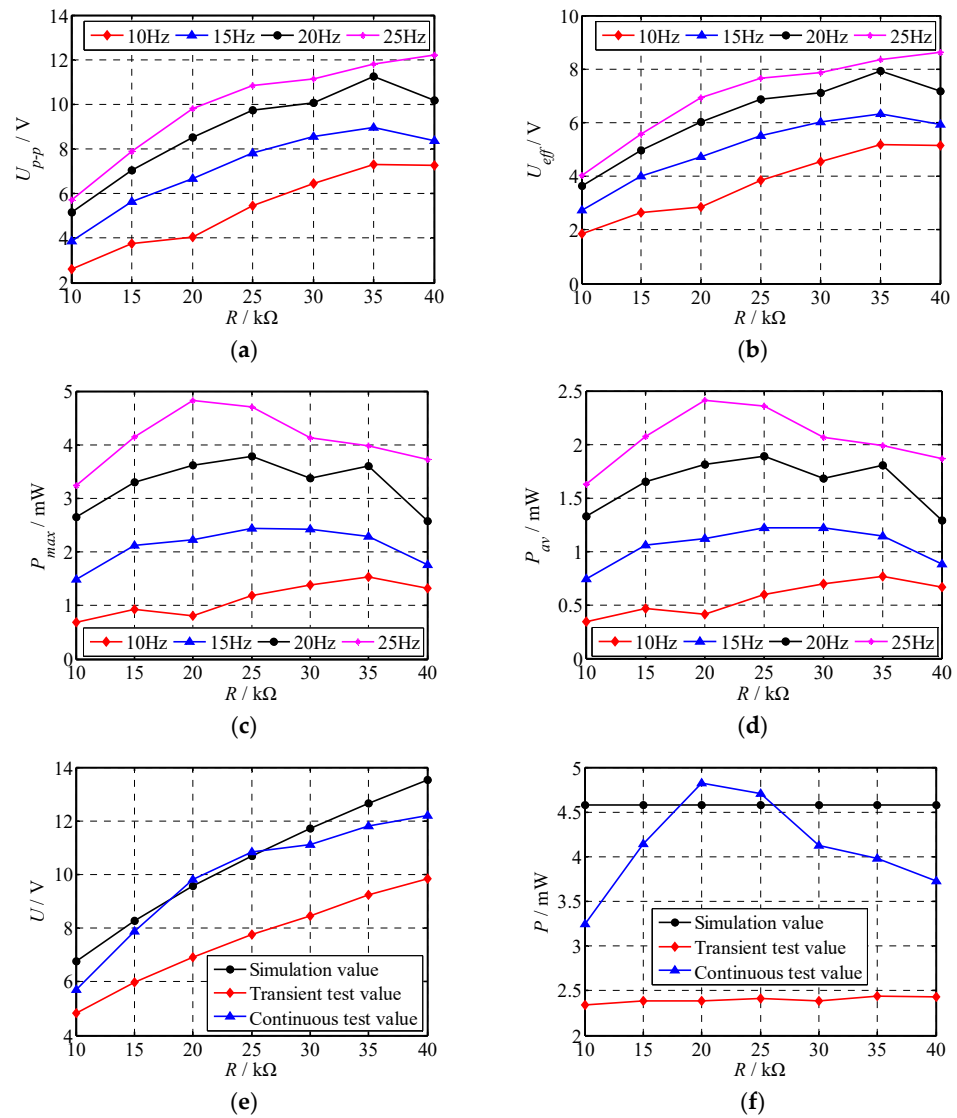 14
12
10
8
6
4
2
U_p-p / V
10Hz 15Hz 20Hz 25Hz
10 15 20 25 30 35 40
R / kΩ
(a)
10
8
6
4
2
0
U_eff / V
10Hz 15Hz 20Hz 25Hz
10 15 20 25 30 35 40
R / kΩ
(b)
5
4
3
2
1
0
P_max / mW
10Hz 15Hz 20Hz 25Hz
10 15 20 25 30 35 40
R / kΩ
(c)
2.5
2
1.5
1
0.5
0
P_av / mW
10Hz 15Hz 20Hz 25Hz
10 15 20 25 30 35 40
R / kΩ
(d)
14
12
10
8
6
4
U / V
Simulation value
Transient test value
Continuous test value
10 15 20 25 30 35 40
R / kΩ
(e)
5
4.5
4
3.5
3
2.5
2
P / mW
Simulation value
Transient test value
Continuous test value
10 15 20 25 30 35 40
R / kΩ
(f)